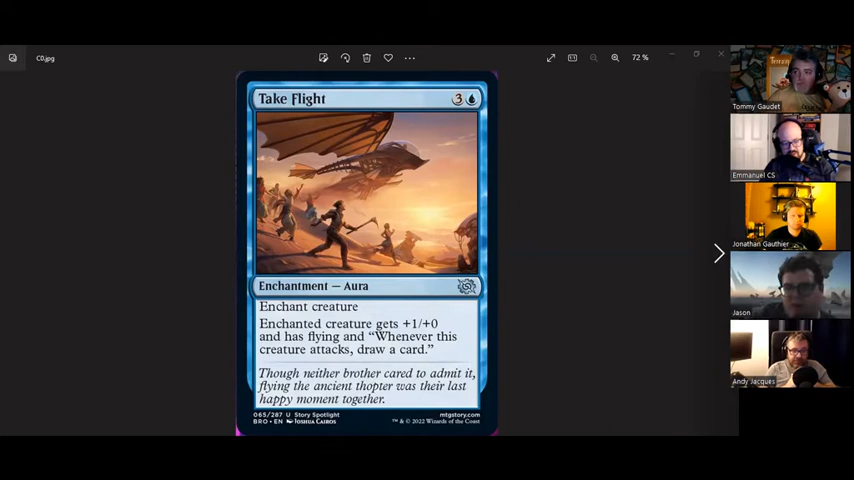 C0.jpg
72 %
Take Flight
3
Enchantment — Aura
Enchant creature
Enchanted creature gets +1/+0
and has flying and “Whenever this
creature attacks, draw a card.”
Though neither brother cared to admit it,
flying the ancient thopter was their last
happy moment together.
065/287 U Story Spotlight
mtgstory.com
BRO • EN Joshua Cairos
™ & © 2022 Wizards of the Coast
Tommy Gaudet
Emmanuel CS
Jonathan Gauthier
Jason
Andy Jacques